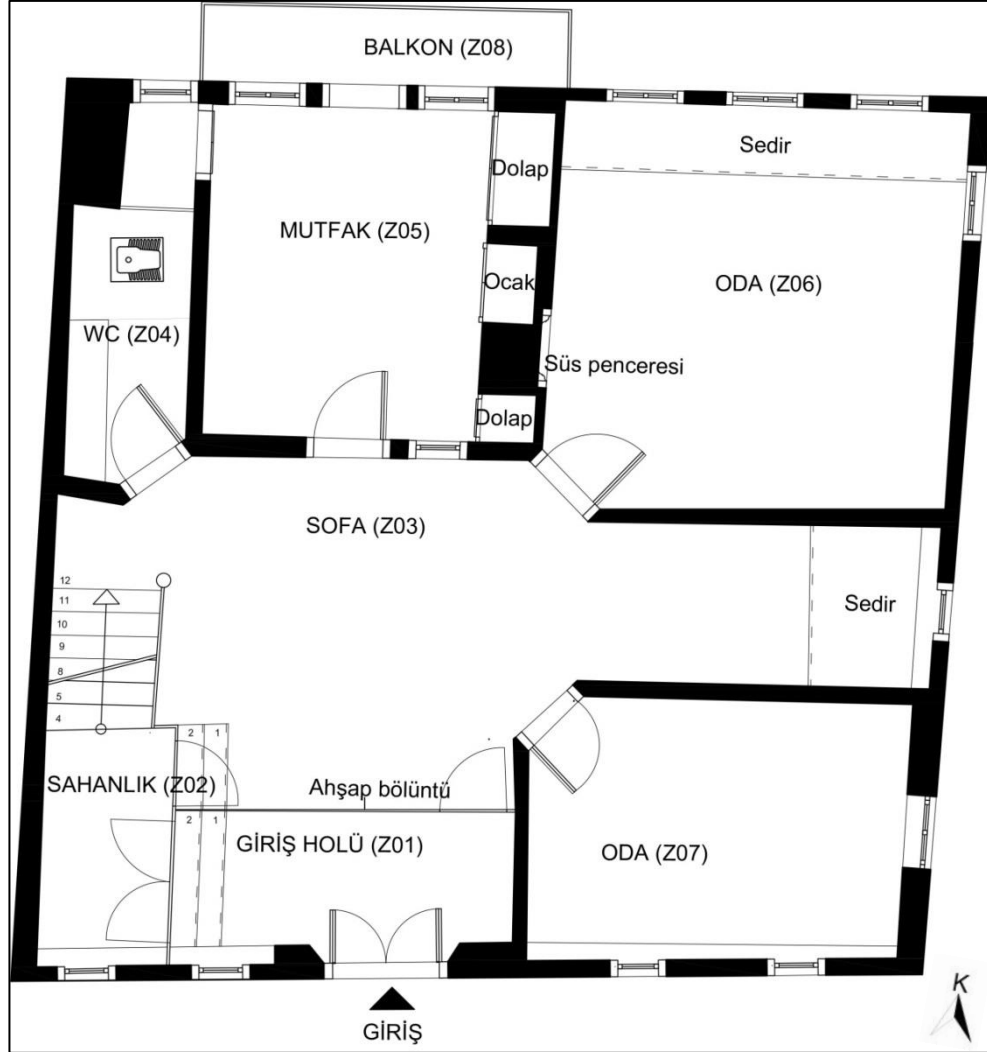 BALKON (Z08)
Sedir
Dolap
MUTFAK (Z05)
Ocak
ODA (Z06)
WC (Z04)
Süs penceresi
Dolap
SOFA (Z03)
12
11
10
9
8
5
4
Sedir
2 1
SAHANLIK (Z02)
Ahşap bölüntü
2 1
GİRİŞ HOLÜ (Z01)
ODA (Z07)
K
GİRİŞ